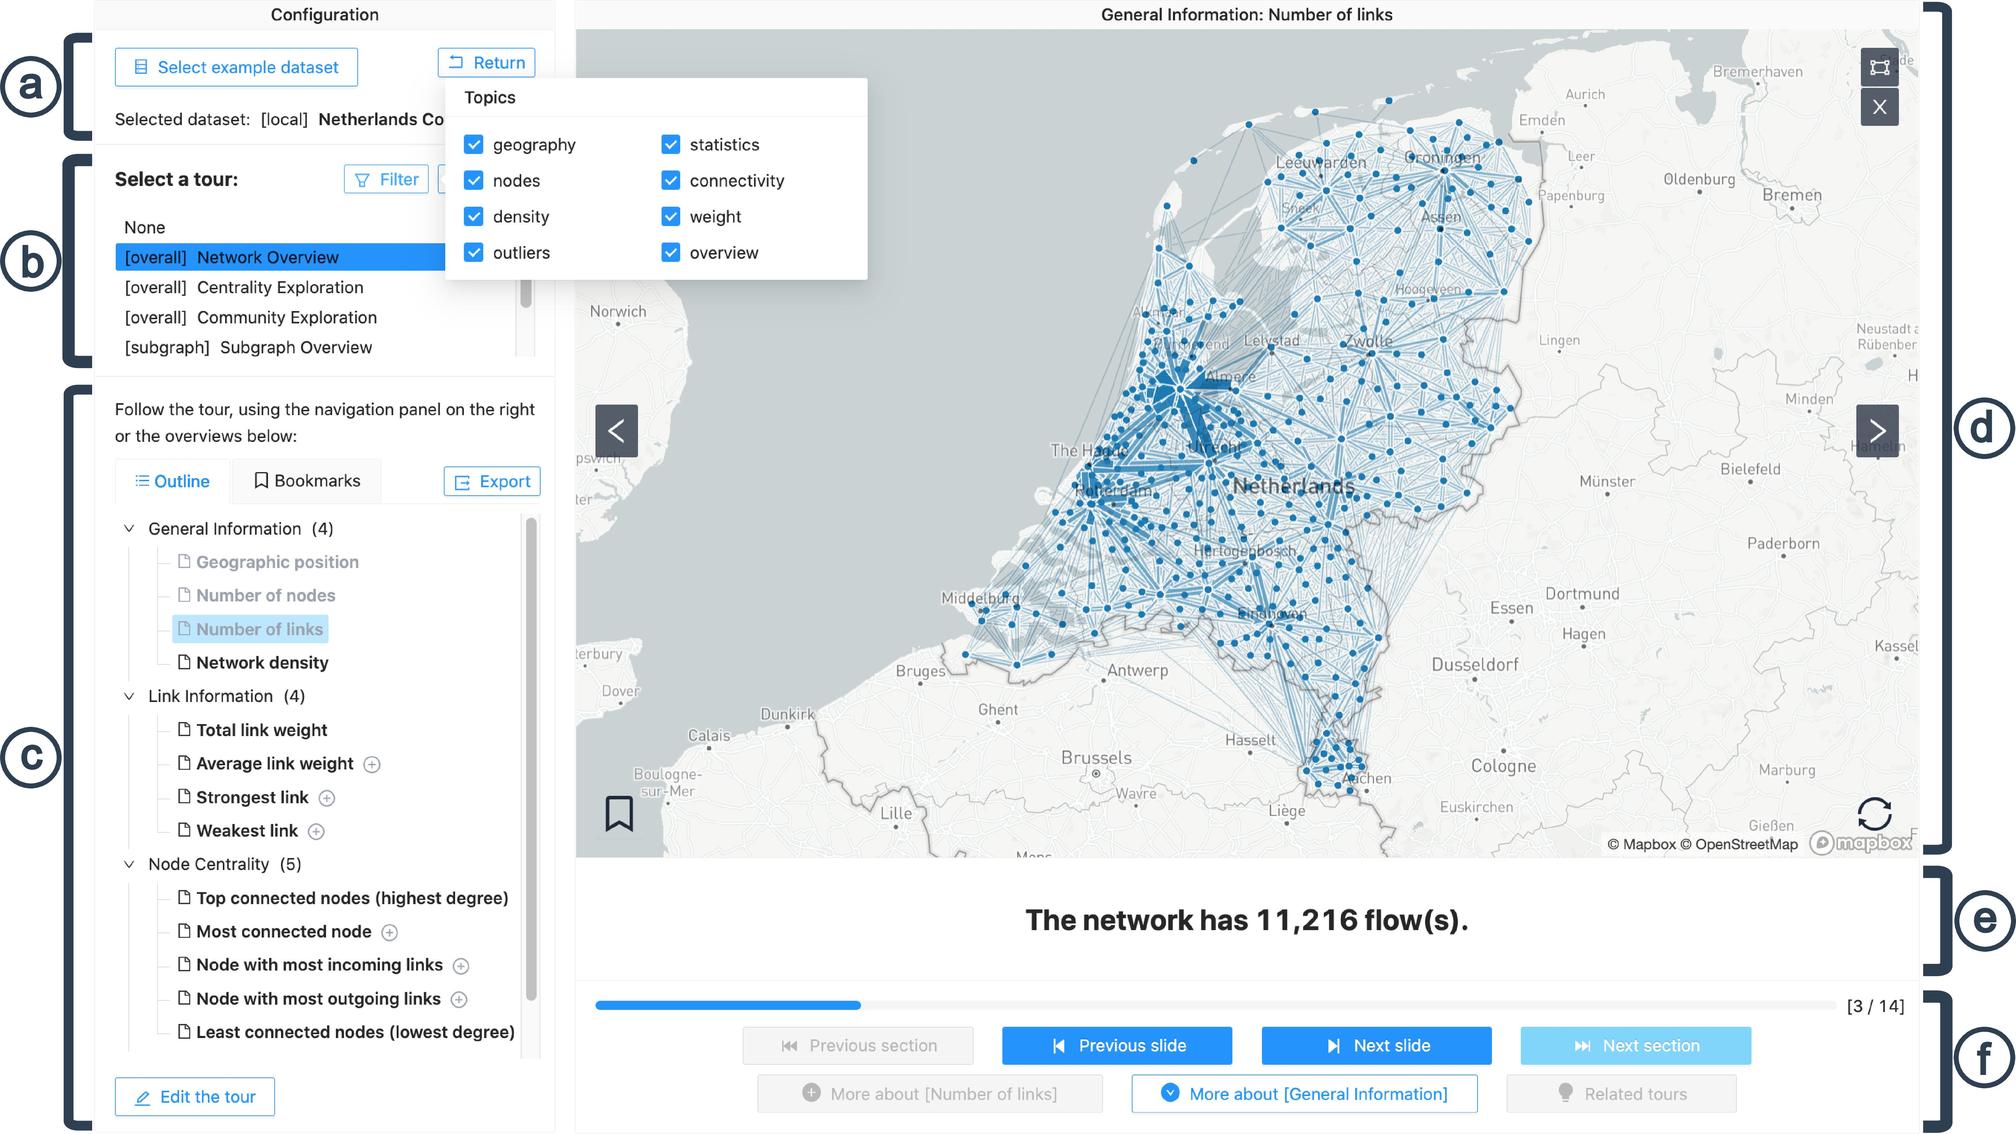 Configuration
General Information: Number of links
a
Select example dataset
Return
Selected dataset: [local] Netherlands Co
Topics
geography
statistics
nodes
connectivity
density
weight
outliers
overview
b
Select a tour:
Filter
None
[overall] Network Overview
[overall] Centrality Exploration
[overall] Community Exploration
[subgraph] Subgraph Overview
c
Follow the tour, using the navigation panel on the right
or the overviews below:
Outline
Bookmarks
Export
General Information (4)
Geographic position
Number of nodes
Number of links
Network density
Link Information (4)
Total link weight
Average link weight
Strongest link
Weakest link
Node Centrality (5)
Top connected nodes (highest degree)
Most connected node
Node with most incoming links
Node with most outgoing links
Least connected nodes (lowest degree)
Edit the tour
d
X
Bremerhaven
Aurich
Emden
Leer
Papenburg
Oldenburg
Bremen
Leeuwarden
Groningen
Sneek
Assen
Hoogeveen
Norwich
Lelystad
Zwolle
Almere
Lingen
Neustadt a
Rübenber
H
Minden
Hameln
Utrecht
The Hague
Rotterdam
Netherlands
Bielefeld
Münster
Paderborn
Hertogenbosch
Middelburg
Eindhoven
Essen
Dortmund
Hagen
Kassel
terbury
Dover
Bruges
Antwerp
Dusseldorf
Dunkirk
Ghent
Calais
Hasselt
Brussels
Cologne
Aachen
Marburg
Boulogne-
sur-Mer
Wavre
Lille
Liège
Euskirchen
Gießen
Mons
© Mapbox © OpenStreetMap
mapbox
e
The network has 11,216 flow(s).
f
[3 / 14]
Previous section
Previous slide
Next slide
Next section
More about [Number of links]
More about [General Information]
Related tours